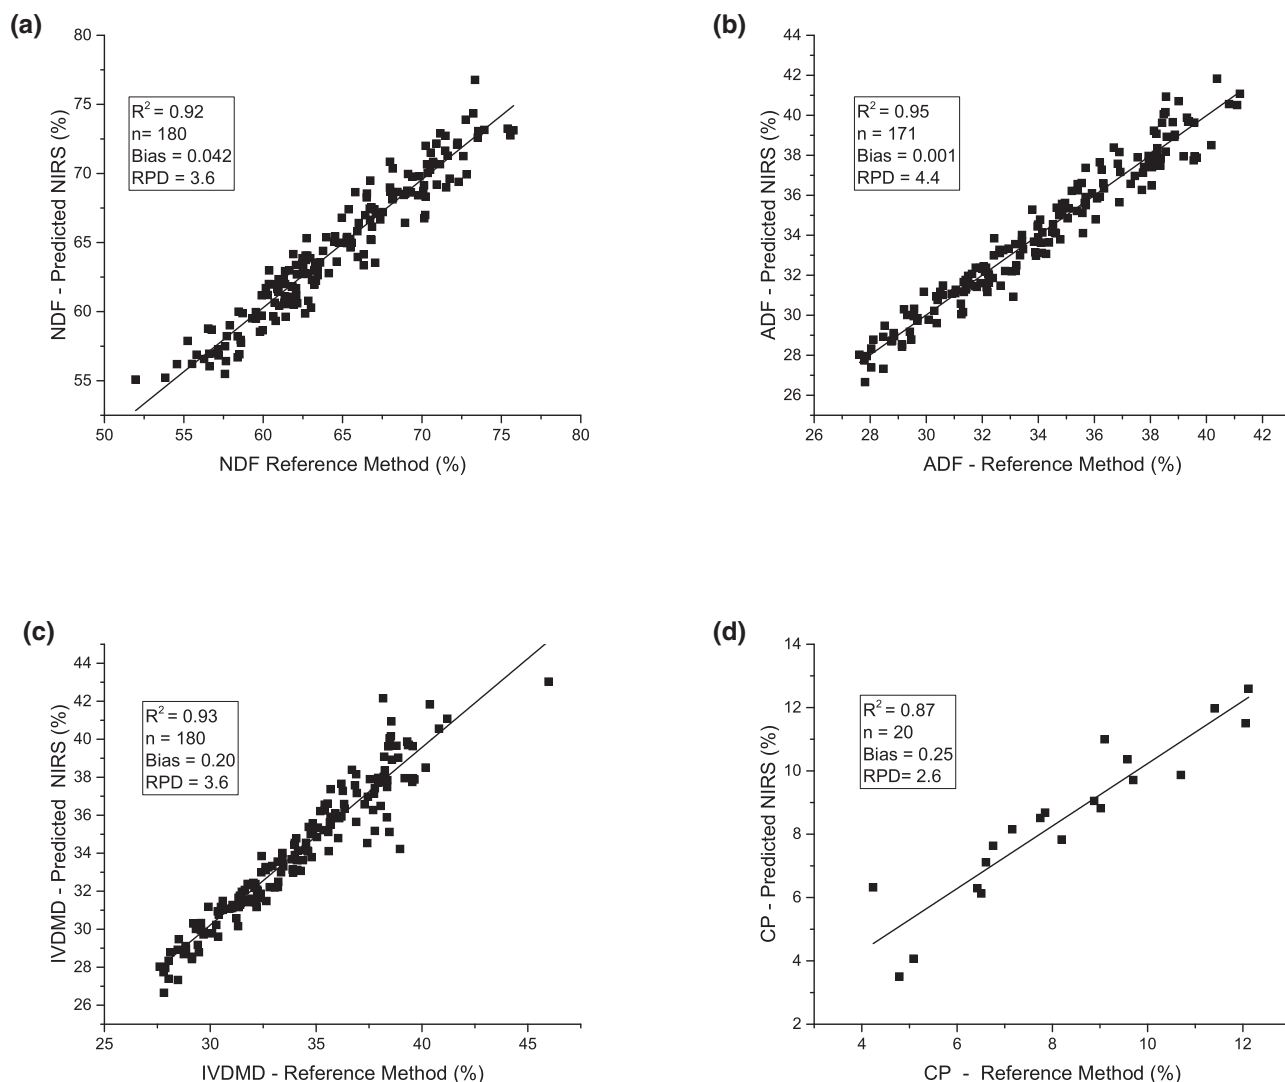 (a)
80
75
70
65
60
55
NDF - Predicted NIRS (%)
R² = 0.92
n= 180
Bias = 0.042
RPD = 3.6
50 55 60 65 70 75 80
NDF Reference Method (%)
(b)
44
42
40
38
36
34
32
30
28
26
ADF - Predicted NIRS (%)
R² = 0.95
n = 171
Bias = 0.001
RPD = 4.4
26 28 30 32 34 36 38 40 42
ADF - Reference Method (%)
(c)
44
42
40
38
36
34
32
30
28
26
IVDMD - Predicted NIRS (%)
R² = 0.93
n = 180
Bias = 0.20
RPD = 3.6
25 30 35 40 45
IVDMD - Reference Method (%)
(d)
14
12
10
8
6
4
2
CP - Predicted NIRS (%)
R² = 0.87
n = 20
Bias = 0.25
RPD= 2.6
4 6 8 10 12
CP - Reference Method (%)